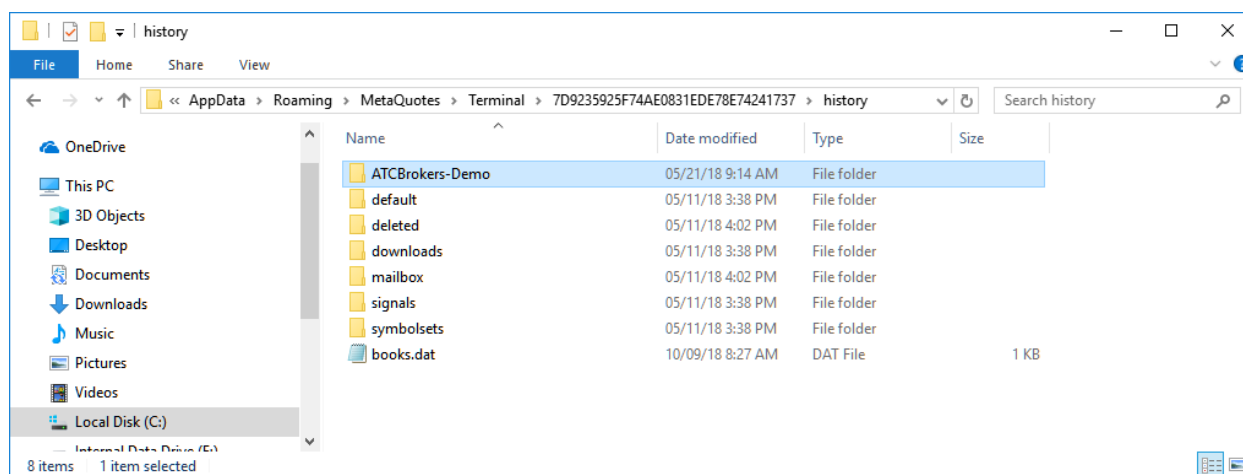 history
File Home Share View
« AppData > Roaming > MetaQuotes > Terminal > 7D9235925F74AE0831EDE78E74241737 > history Search history
Name Date modified Type Size
OneDrive
This PC
3D Objects
Desktop
Documents
Downloads
Music
Pictures
Videos
Local Disk (C:)
Internal Data Drive (F:)
ATCBrokers-Demo 05/21/18 9:14 AM File folder
default 05/11/18 3:38 PM File folder
deleted 05/11/18 4:02 PM File folder
downloads 05/11/18 3:38 PM File folder
mailbox 05/11/18 4:02 PM File folder
signals 05/11/18 3:38 PM File folder
symbolsets 05/11/18 3:38 PM File folder
books.dat 10/09/18 8:27 AM DAT File 1 KB
8 items 1 item selected